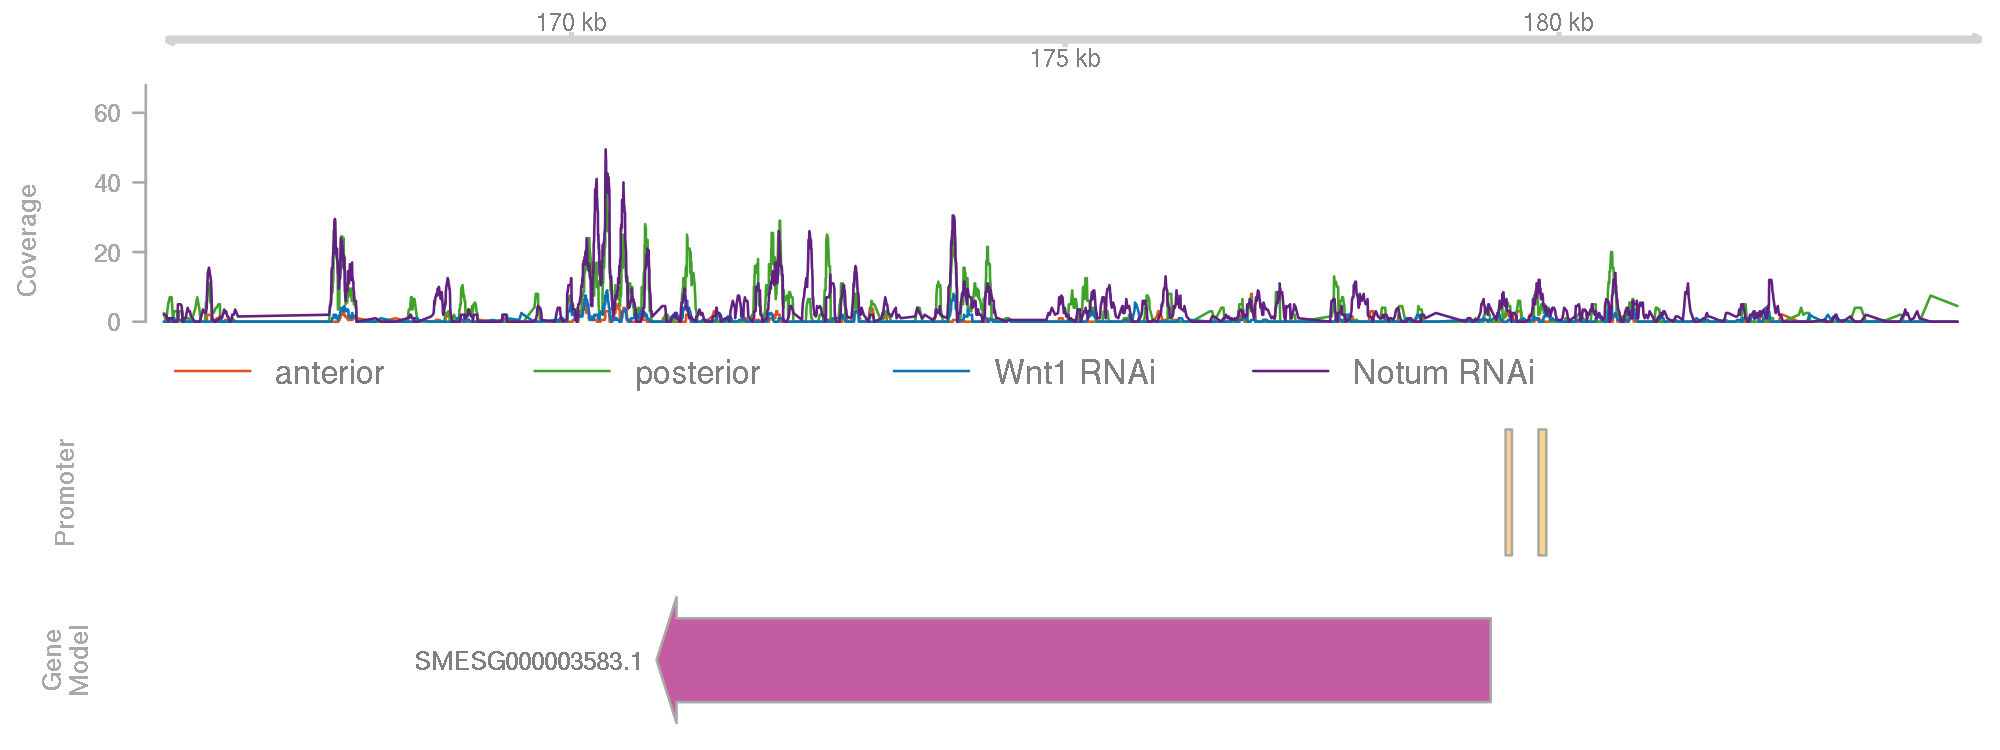 170 kb
180 kb
175 kb
Coverage
60
40
20
0
anterior posterior Wnt1 RNAi Notum RNAi
Promoter
Gene
Model
SMESG000003583.1